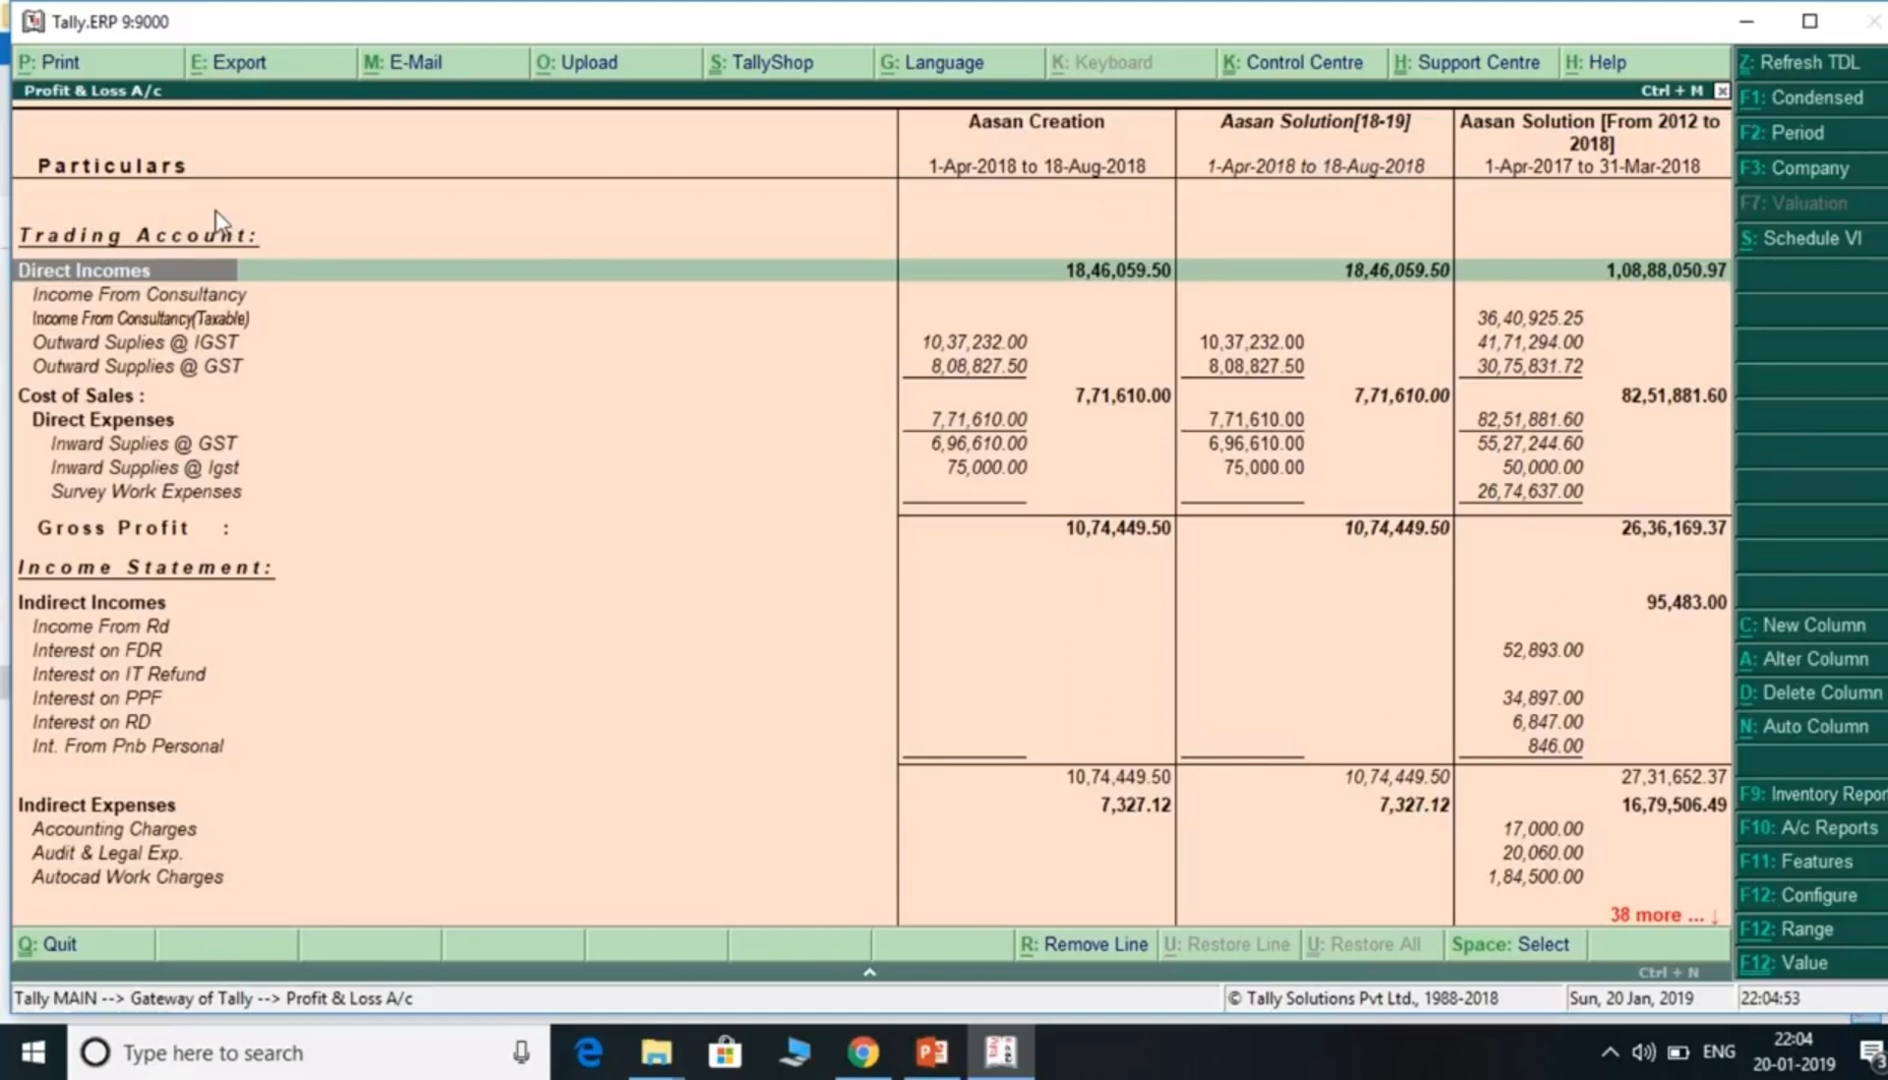 Tally.ERP 9:9000
P: Print E: Export M: E-Mail O: Upload S: TallyShop G: Language K: Keyboard K: Control Centre H: Support Centre H: Help Z: Refresh TDL
Profit & Loss A/c Ctrl + M
F1: Condensed
F2: Period
F3: Company
F7: Valuation
S: Schedule VI
Particulars
Aasan Creation Aasan Solution[18-19] Aasan Solution [From 2012 to 2018]
1-Apr-2018 to 18-Aug-2018 1-Apr-2018 to 18-Aug-2018 1-Apr-2017 to 31-Mar-2018
Trading Account:
Direct Incomes 18,46,059.50 18,46,059.50 1,08,88,050.97
Income From Consultancy
Income From Consultancy(Taxable) 36,40,925.25
Outward Suplies @ IGST 10,37,232.00 10,37,232.00 41,71,294.00
Outward Supplies @ GST 8,08,827.50 8,08,827.50 30,75,831.72
Cost of Sales : 7,71,610.00 7,71,610.00 82,51,881.60
Direct Expenses 7,71,610.00 7,71,610.00 82,51,881.60
Inward Suplies @ GST 6,96,610.00 6,96,610.00 55,27,244.60
Inward Supplies @ Igst 75,000.00 75,000.00 50,000.00
Survey Work Expenses 26,74,637.00
Gross Profit : 10,74,449.50 10,74,449.50 26,36,169.37
Income Statement:
Indirect Incomes 95,483.00
Income From Rd
Interest on FDR 52,893.00
Interest on IT Refund
Interest on PPF 34,897.00
Interest on RD 6,847.00
Int. From Pnb Personal 846.00
10,74,449.50 10,74,449.50 27,31,652.37
Indirect Expenses 7,327.12 7,327.12 16,79,506.49
Accounting Charges 17,000.00
Audit & Legal Exp. 20,060.00
Autocad Work Charges 1,84,500.00
38 more ... ↓
C: New Column
A: Alter Column
D: Delete Column
N: Auto Column
F9: Inventory Repor
F10: A/c Reports
F11: Features
F12: Configure
F12: Range
F12: Value
Q: Quit R: Remove Line U: Restore Line U: Restore All Space: Select
Ctrl + N
Tally MAIN --> Gateway of Tally --> Profit & Loss A/c © Tally Solutions Pvt Ltd., 1988-2018 Sun, 20 Jan, 2019 22:04:53
Type here to search ENG 22:04
20-01-2019
3